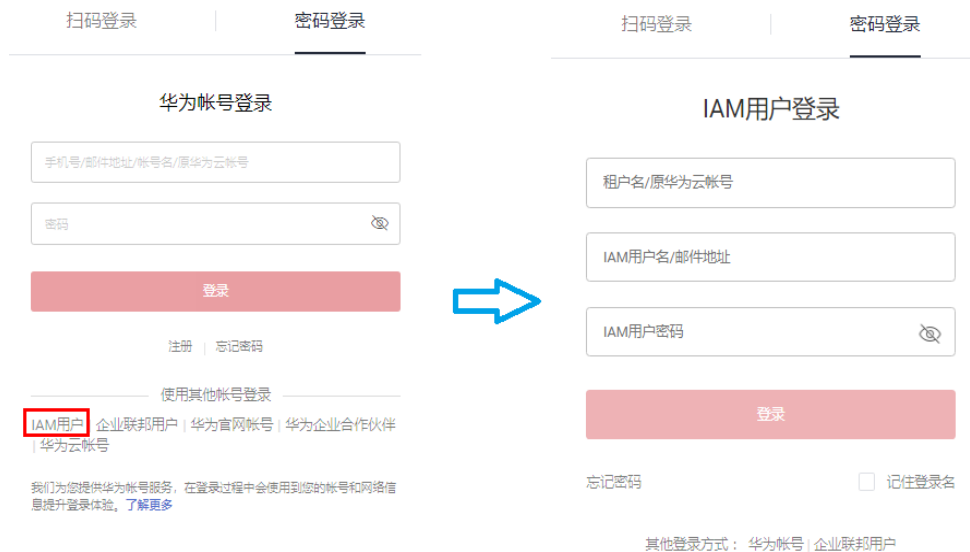 扫码登录
密码登录
华为帐号登录
手机号/邮件地址/帐号名/原华为云帐号
密码
登录
注册 | 忘记密码
使用其他帐号登录
IAM用户 | 企业联邦用户 | 华为官网帐号 | 华为企业合作伙伴
| 华为云帐号
我们为您提供华为帐号服务，在登录过程中会使用到您的帐号和网络信
息提升登录体验。了解更多
扫码登录
密码登录
IAM用户登录
租户名/原华为云帐号
IAM用户名/邮件地址
IAM用户密码
登录
忘记密码
记住登录名
其他登录方式： 华为帐号 | 企业联邦用户